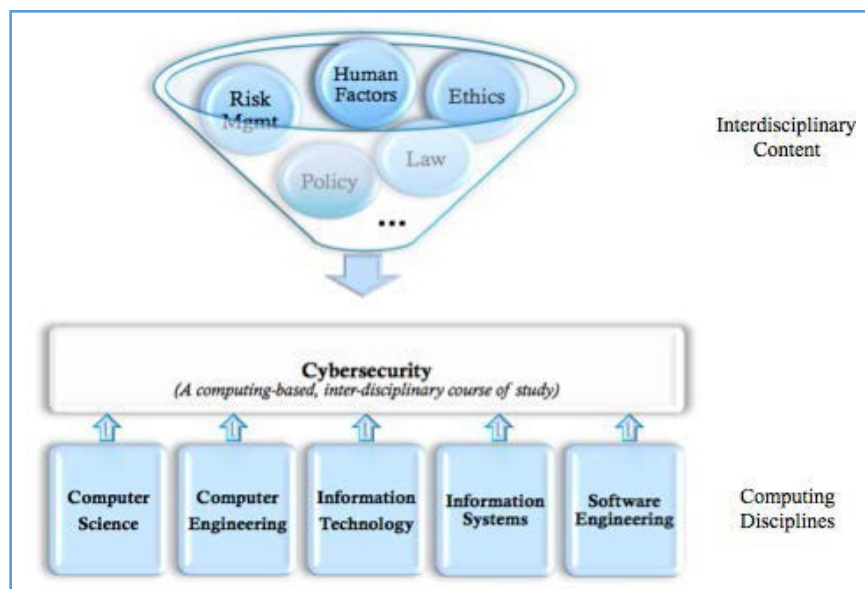 Human
Factors
Risk
Mgmt
Ethics
Law
Policy
...
Interdisciplinary
Content
Cybersecurity
(A computing-based, inter-disciplinary course of study)
Computer
Science
Computer
Engineering
Information
Technology
Information
Systems
Software
Engineering
Computing
Disciplines